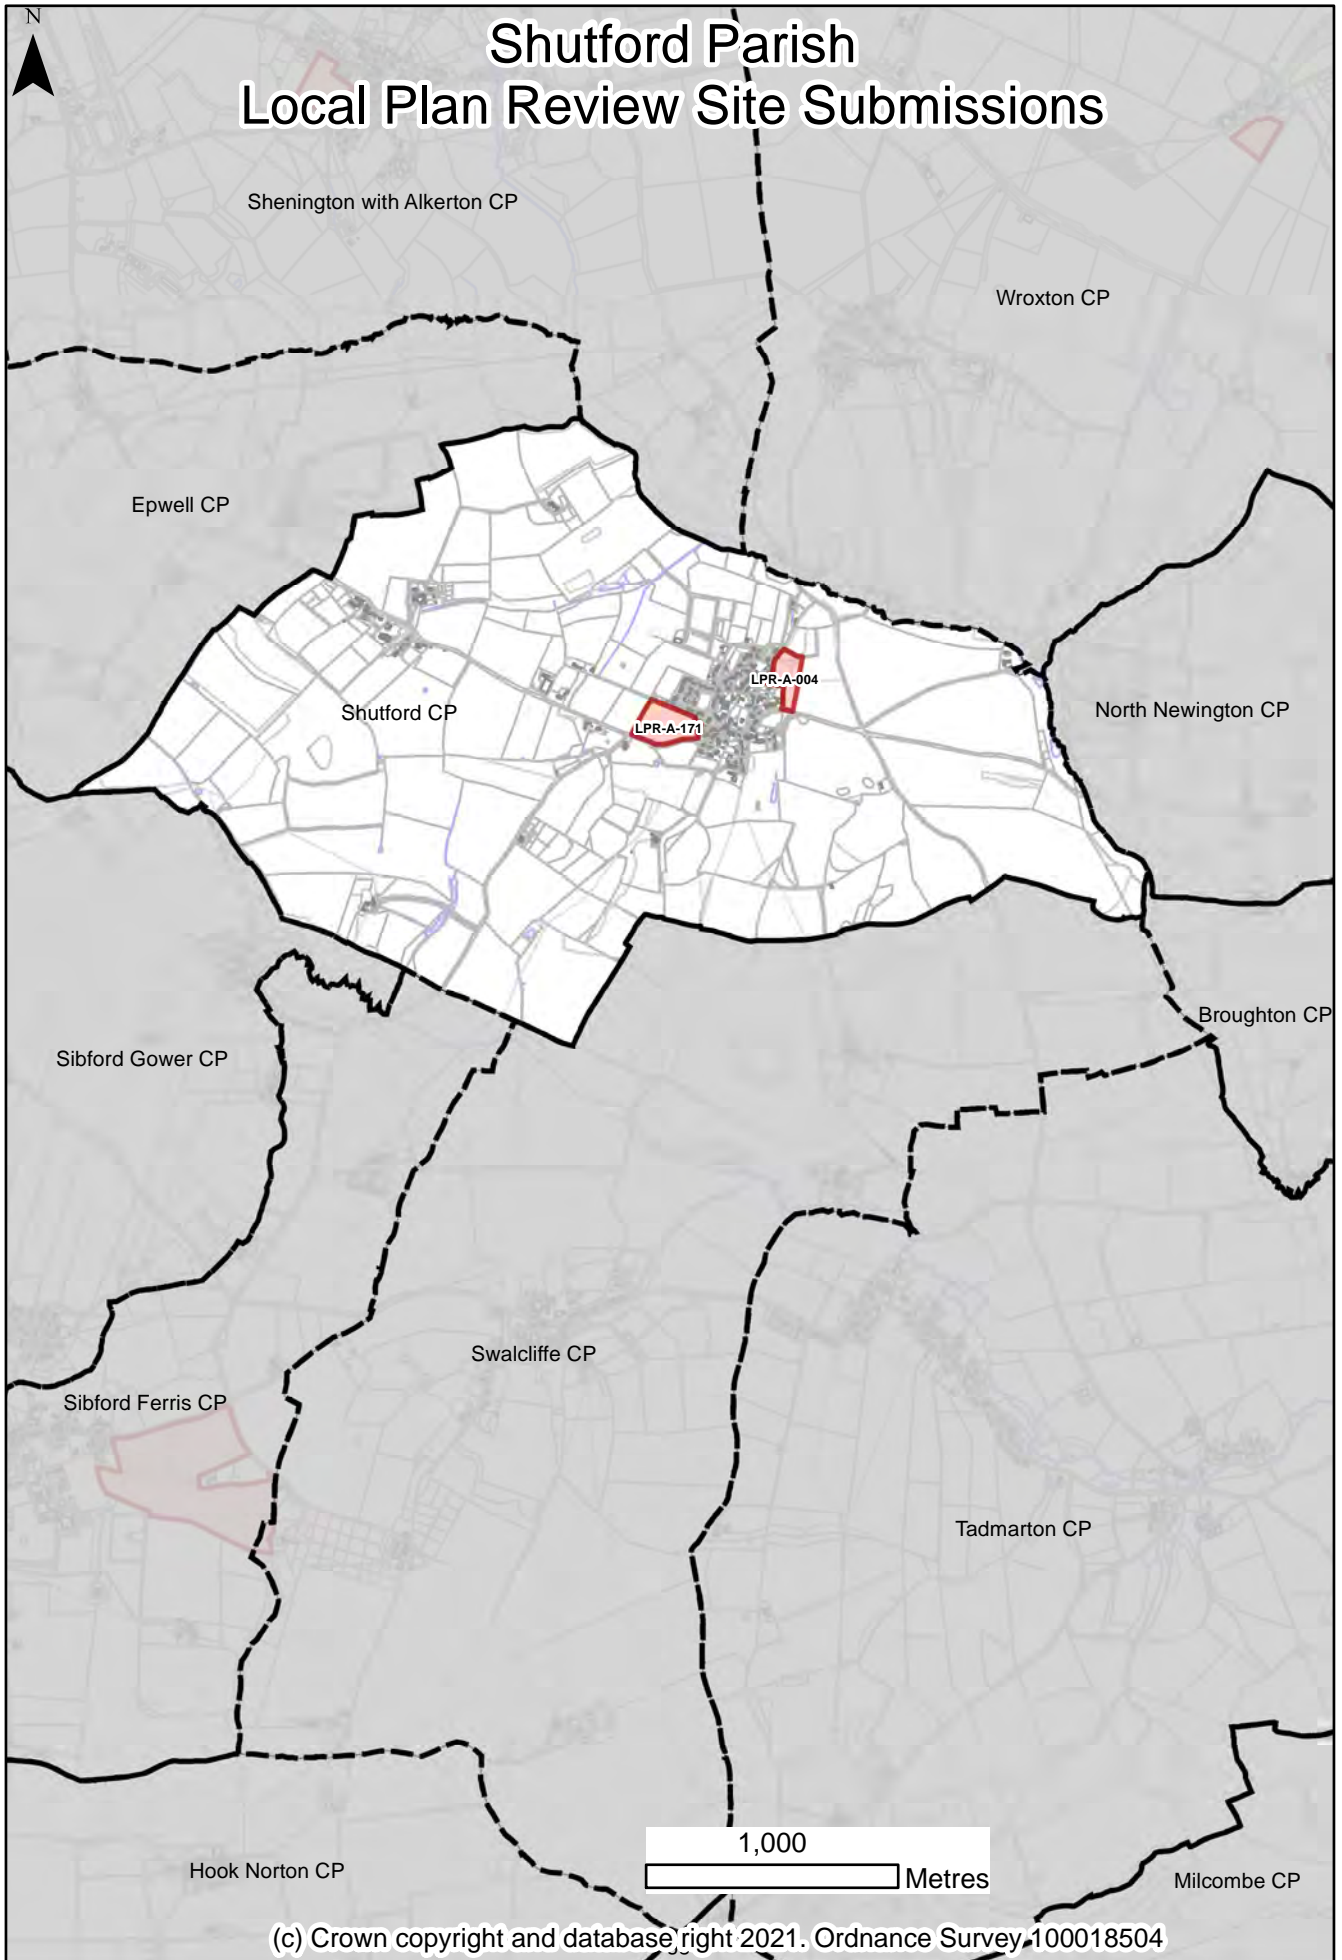 N
Shutford Parish
Local Plan Review Site Submissions
Shenington with Alkerton CP
Wroxton CP
Epwell CP
LPR-A-004
Shutford CP
North Newington CP
LPR-A-171
Broughton CP
Sibford Gower CP
Swalcliffe CP
Sibford Ferris CP
Tadmarton CP
1,000
Metres
Hook Norton CP
Milcombe CP
(c) Crown copyright and database right 2021. Ordnance Survey 100018504